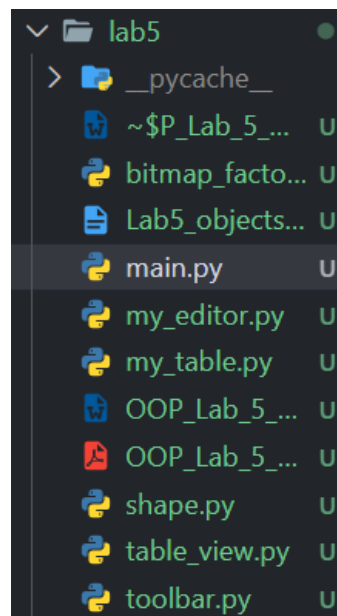 lab5
__pycache__
~$P_Lab_5_... U
bitmap_facto... U
Lab5_objects... U
main.py U
my_editor.py U
my_table.py U
OOP_Lab_5_... U
OOP_Lab_5_... U
shape.py U
table_view.py U
toolbar.py U